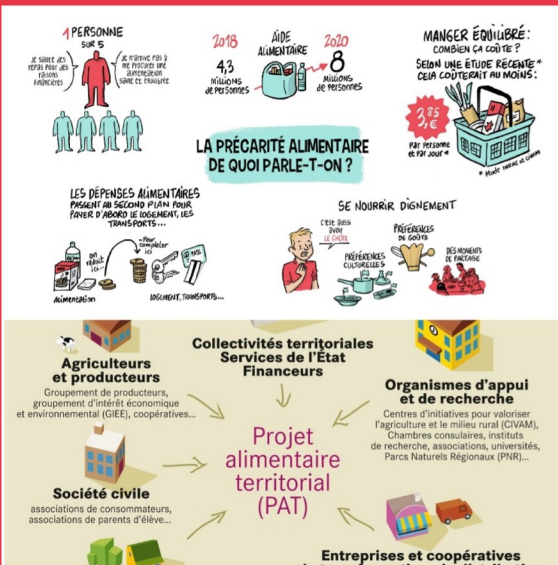 1 PERSONNE
SUR 5
JE SAUTE DES
REPAS POUR DES
RAISONS
FINANCIÈRES
JE N'ARRIVE PAS À
ME PROCURER UNE
ALIMENTATION
SAINE ET ÉQUILIBRÉE
2018
4,3
MILLIONS
de PERSONNES
AIDE
ALIMENTAIRE
2020
8
MILLIONS
de PERSONNES
MANGER ÉQUILIBRÉ:
COMBIEN ÇA COÛTE ?
SELON UNE ÉTUDE RÉCENTE*
CELA COÛTERAIT AU MOINS:
3,85
€
PAR PERSONNE
ET PAR JOUR*
LA PRÉCARITÉ ALIMENTAIRE
DE QUOI PARLE-T-ON ?
LES DÉPENSES ALIMENTAIRES
PASSENT AU SECOND PLAN POUR
PAYER D'ABORD LE LOGEMENT, LES
TRANSPORTS...
on
réduit
ici...
...Pour
compléter
ici
ALIMENTATION
LOGEMENT, TRANSPORTS...
SE NOURRIR DIGNEMENT
C'EST AUSSI
AVOIR
LE CHOIX
PRÉFÉRENCES
DE GOÛTS
PRÉFÉRENCES
CULTURELLES
DES MOMENTS
DE PARTAGE
Collectivités territoriales
Services de l'État
Financeurs
Agriculteurs
et producteurs
Groupement de producteurs,
groupement d'intérêt économique
et environnemental (GIEE), coopératives...
Organismes d'appui
et de recherche
Centres d'initiatives pour valoriser
l'agriculture et le milieu rural (CIVAM),
Chambres consulaires, instituts
de recherche, associations, universités,
Parcs Naturels Régionaux (PNR)...
Projet
alimentaire
territorial
(PAT)
Société civile
associations de consommateurs,
associations de parents d'élève...
Entreprises et coopératives